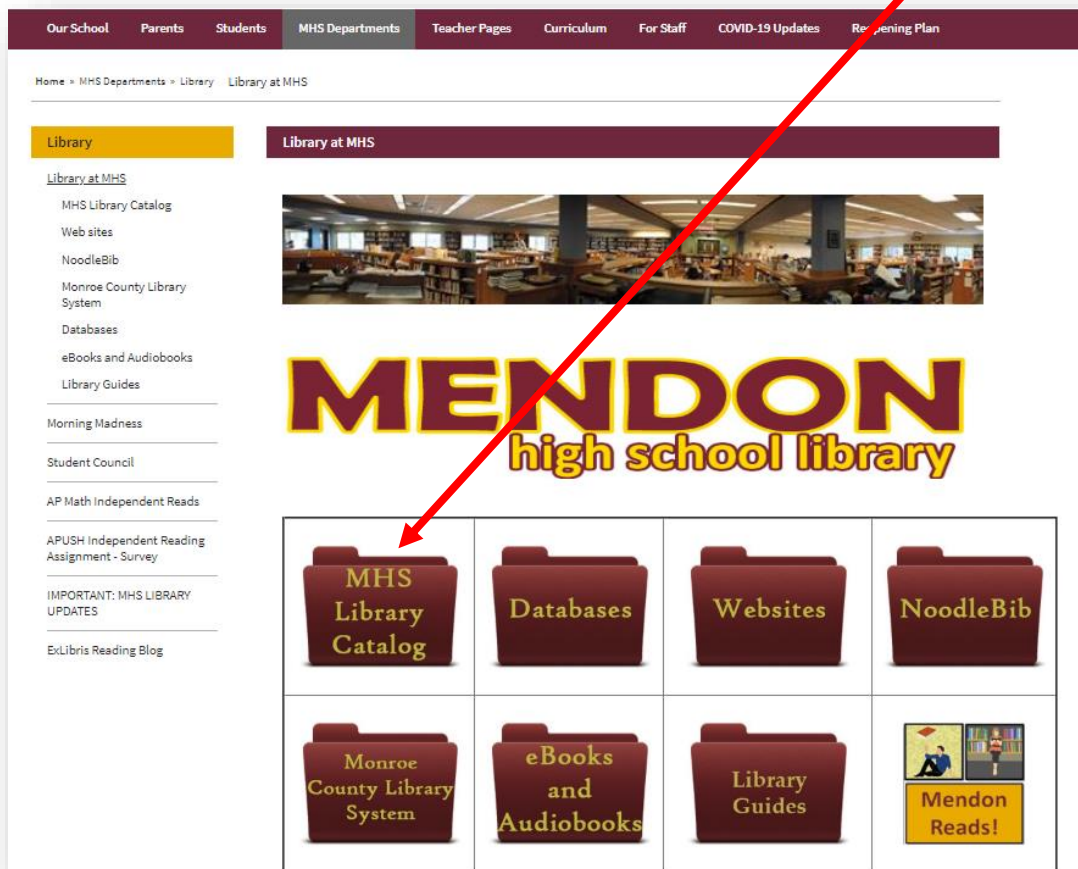 Our School Parents Students MHS Departments Teacher Pages Curriculum For Staff COVID-19 Updates Reopening Plan
Home » MHS Departments » Library Library at MHS
Library
Library at MHS
MHS Library Catalog
Web sites
NoodleBib
Monroe County Library
System
Databases
eBooks and Audiobooks
Library Guides
Morning Madness
Student Council
AP Math Independent Reads
APUSH Independent Reading
Assignment - Survey
IMPORTANT: MHS LIBRARY
UPDATES
ExLibris Reading Blog
Library at MHS
MENDON
high school library
MHS
Library
Catalog
Databases
Websites
NoodleBib
Monroe
County Library
System
eBooks
and
Audiobooks
Library
Guides
Mendon
Reads!